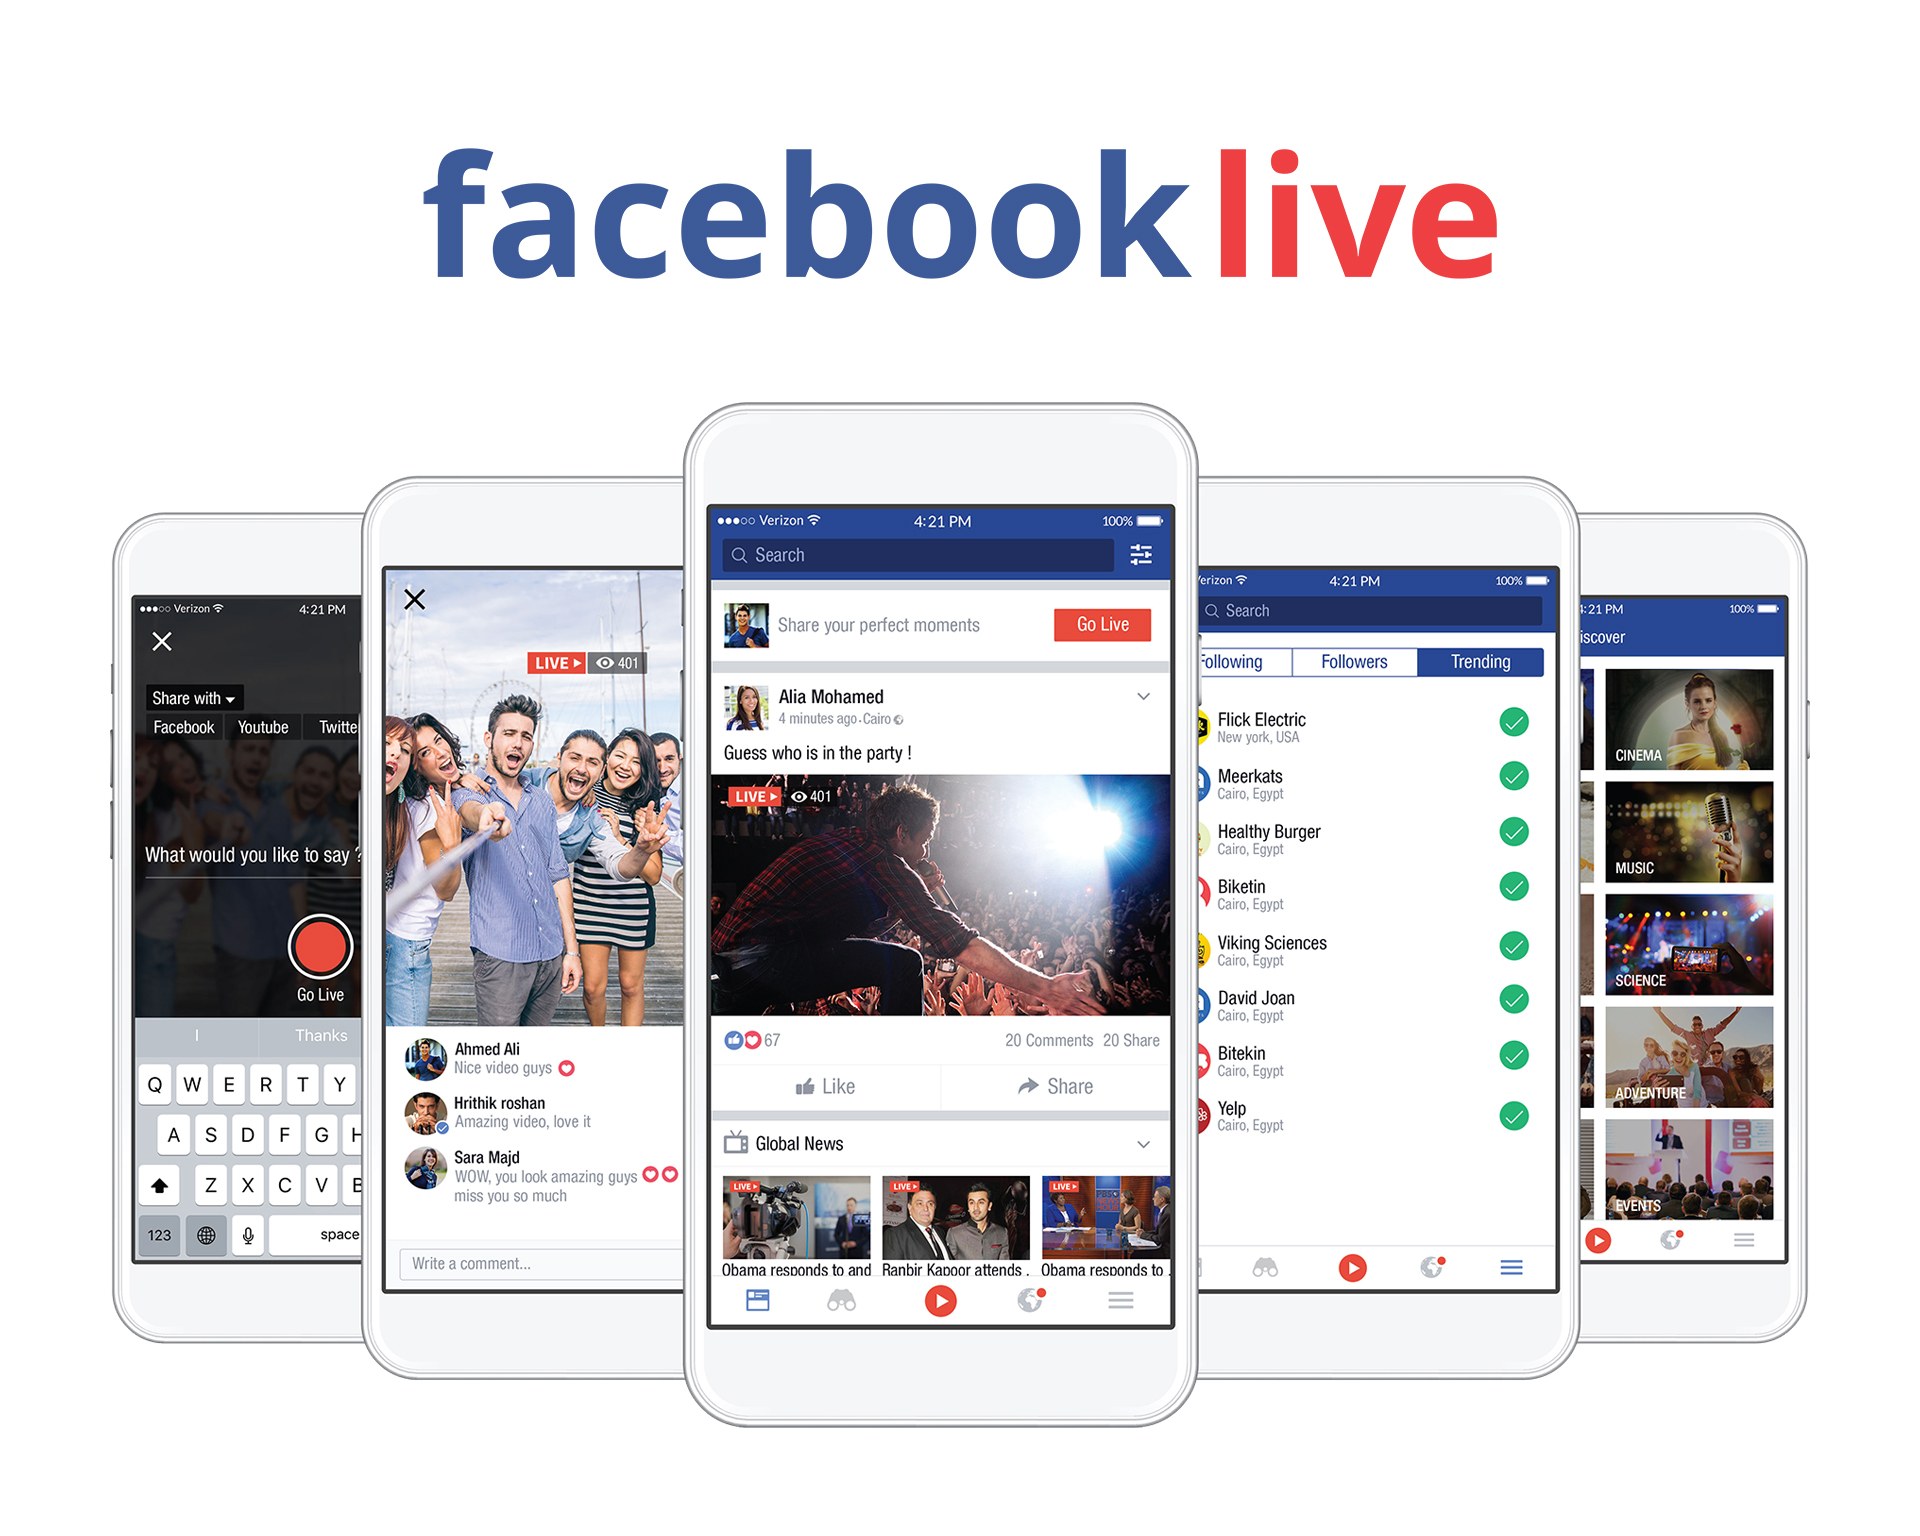 facebooklive
Verizon 4:21 PM
Share with
Facebook Youtube Twitte
What would you like to say ?
Go Live
I Thanks
Q W E R T Y
A S D F G H
Z X C V B
123 space
LIVE 401
Ahmed Ali
Nice video guys
Hrithik roshan
Amazing video, love it
Sara Majd
WOW, you look amazing guys
miss you so much
Write a comment...
Verizon 4:21 PM 100%
Search
Share your perfect moments Go Live
Alia Mohamed
4 minutes ago. Cairo
Guess who is in the party !
LIVE 401
67 20 Comments 20 Share
Like Share
Global News
LIVE LIVE LIVE
Obama responds to and Ranbir Kapoor attends . Obama responds to .
erizon 4:21 PM 100%
Search
Following Followers Trending
Flick Electric
New york, USA
Meerkats
Cairo, Egypt
Healthy Burger
Cairo, Egypt
Biketin
Cairo, Egypt
Viking Sciences
Cairo, Egypt
David Joan
Cairo, Egypt
Bitekin
Cairo, Egypt
Yelp
Cairo, Egypt
4:21 PM 100%
iscover
CINEMA
MUSIC
SCIENCE
ADVENTURE
EVENTS